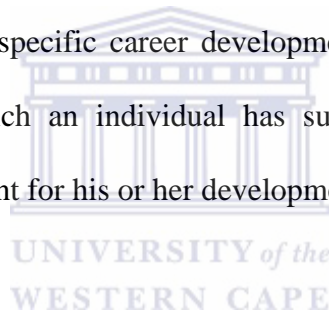 specific career developme
ch an individual has su
nt for his or her developme
UNIVERSITY of the
WESTERN CAPE